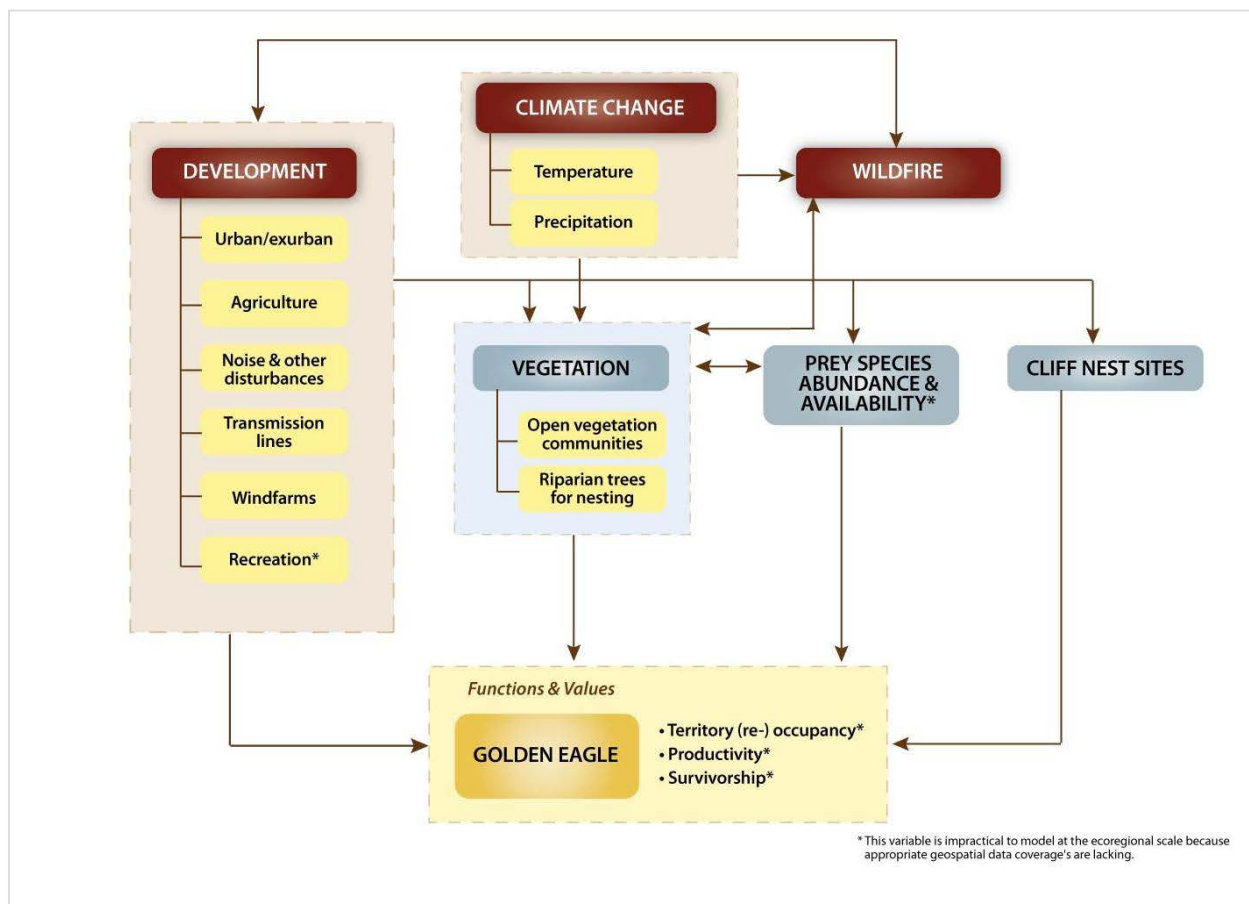 CLIMATE CHANGE
Temperature
Precipitation
WILDFIRE
DEVELOPMENT
Urban/exurban
Agriculture
Noise & other
disturbances
Transmission
lines
Windfarms
Recreation*
VEGETATION
Open vegetation
communities
Riparian trees
for nesting
PREY SPECIES
ABUNDANCE &
AVAILABILITY*
CLIFF NEST SITES
Functions & Values
GOLDEN EAGLE
• Territory (re-) occupancy*
• Productivity*
• Survivorship*
* This variable is impractical to model at the ecoregional scale because
appropriate geospatial data coverage's are lacking.